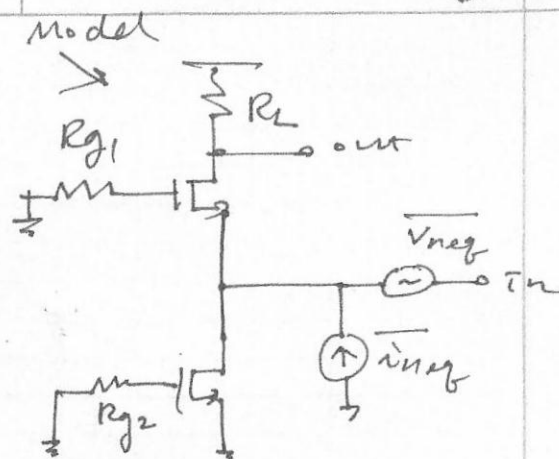 Model
RL
Rg1
out
Vneq
in
ineq
Rg2